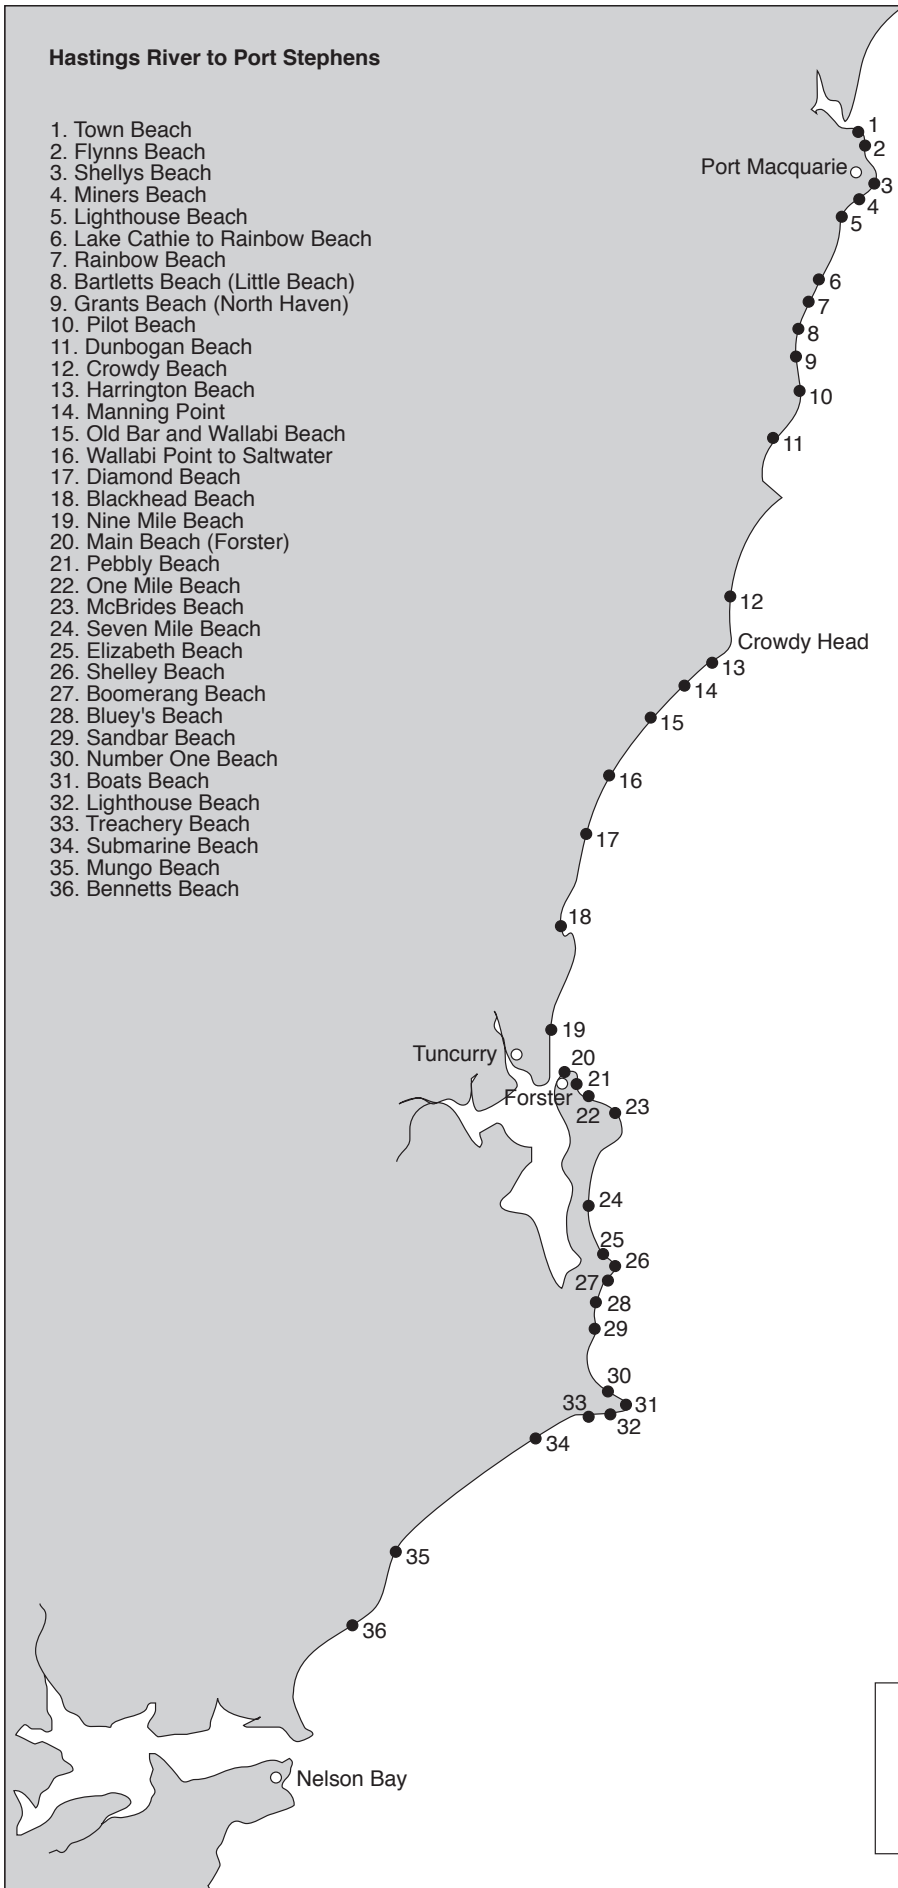 Hastings River to Port Stephens
1. Town Beach
2. Flynns Beach
3. Shellys Beach
4. Miners Beach
5. Lighthouse Beach
6. Lake Cathie to Rainbow Beach
7. Rainbow Beach
8. Bartletts Beach (Little Beach)
9. Grants Beach (North Haven)
10. Pilot Beach
11. Dunbogan Beach
12. Crowdy Beach
13. Harrington Beach
14. Manning Point
15. Old Bar and Wallabi Beach
16. Wallabi Point to Saltwater
17. Diamond Beach
18. Blackhead Beach
19. Nine Mile Beach
20. Main Beach (Forster)
21. Pebbly Beach
22. One Mile Beach
23. McBrides Beach
24. Seven Mile Beach
25. Elizabeth Beach
26. Shelley Beach
27. Boomerang Beach
28. Bluey's Beach
29. Sandbar Beach
30. Number One Beach
31. Boats Beach
32. Lighthouse Beach
33. Treachery Beach
34. Submarine Beach
35. Mungo Beach
36. Bennetts Beach
1
2
Port Macquarie
3
4
5
6
7
8
9
10
11
12
Crowdy Head
13
14
15
16
17
18
19
Tuncurry
20
21
Forster
22
23
24
25
26
27
28
29
30
31
33
32
34
35
36
Nelson Bay